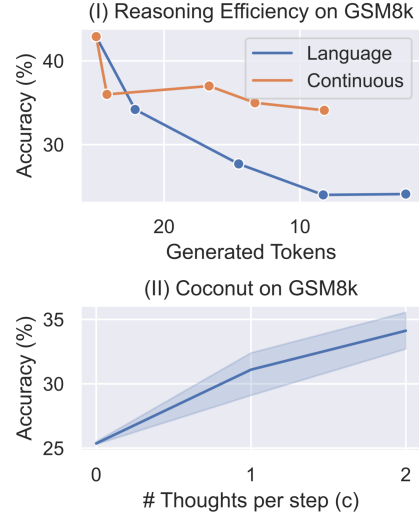 (I) Reasoning Efficiency on GSM8k
Language
Continuous
40
30
Accuracy (%)
20
10
Generated Tokens
(II) Coconut on GSM8k
35
30
25
Accuracy (%)
0
1
2
# Thoughts per step (c)